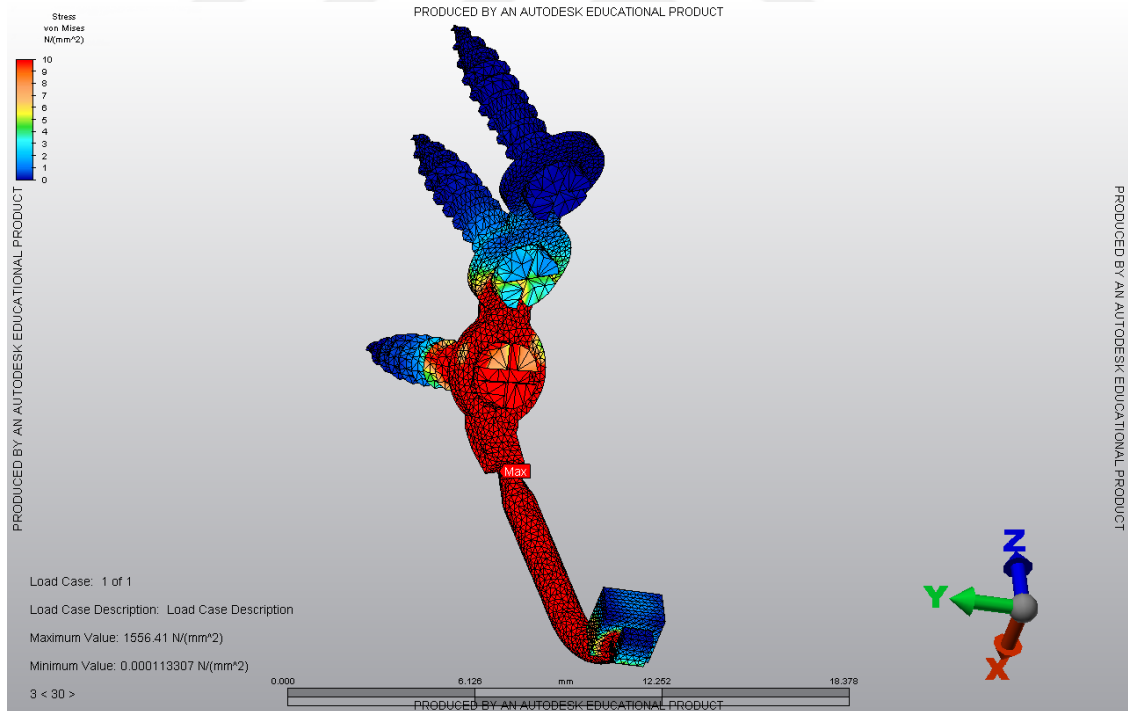 PRODUCED BY AN AUTODESK EDUCATIONAL PRODUCT
Stress
von Mises
N/(mm^2)
10
9
8
7
6
5
4
3
2
1
0
PRODUCED BY AN AUTODESK EDUCATIONAL PRODUCT
PRODUCED BY AN AUTODESK EDUCATIONAL PRODUCT
Max
Load Case: 1 of 1
Load Case Description: Load Case Description
Maximum Value: 1556.41 N/(mm^2)
Minimum Value: 0.000113307 N/(mm^2)
3 < 30 >
0.000 6.126 mm 12.252 18.378
Z
Y
X
PRODUCED BY AN AUTODESK EDUCATIONAL PRODUCT